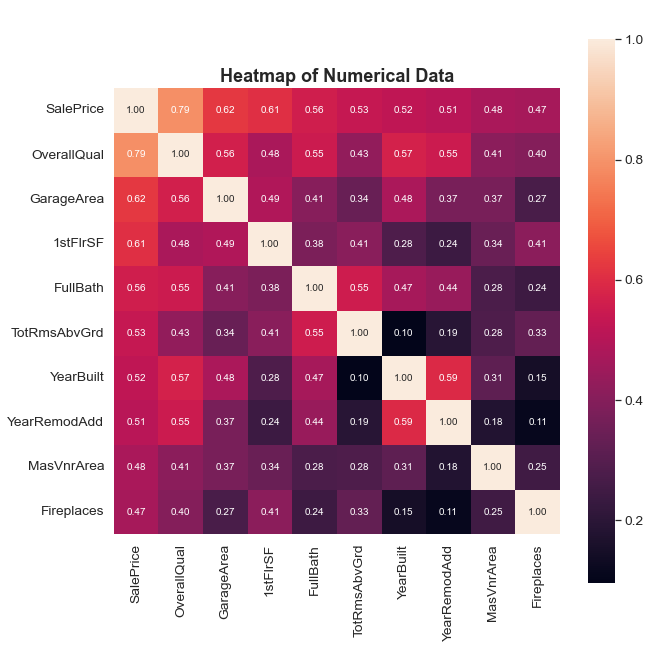 Heatmap of Numerical Data
1.0
SalePrice 1.00 0.79 0.62 0.61 0.56 0.53 0.52 0.51 0.48 0.47
OverallQual 0.79 1.00 0.56 0.48 0.55 0.43 0.57 0.55 0.41 0.40
0.8
GarageArea 0.62 0.56 1.00 0.49 0.41 0.34 0.48 0.37 0.37 0.27
1stFlrSF 0.61 0.48 0.49 1.00 0.38 0.41 0.28 0.24 0.34 0.41
0.6
FullBath 0.56 0.55 0.41 0.38 1.00 0.55 0.47 0.44 0.28 0.24
TotRmsAbvGrd 0.53 0.43 0.34 0.41 0.55 1.00 0.10 0.19 0.28 0.33
YearBuilt 0.52 0.57 0.48 0.28 0.47 0.10 1.00 0.59 0.31 0.15
0.4
YearRemodAdd 0.51 0.55 0.37 0.24 0.44 0.19 0.59 1.00 0.18 0.11
MasVnrArea 0.48 0.41 0.37 0.34 0.28 0.28 0.31 0.18 1.00 0.25
Fireplaces 0.47 0.40 0.27 0.41 0.24 0.33 0.15 0.11 0.25 1.00
0.2
SalePrice
OverallQual
GarageArea
1stFlrSF
FullBath
TotRmsAbvGrd
YearBuilt
YearRemodAdd
MasVnrArea
Fireplaces